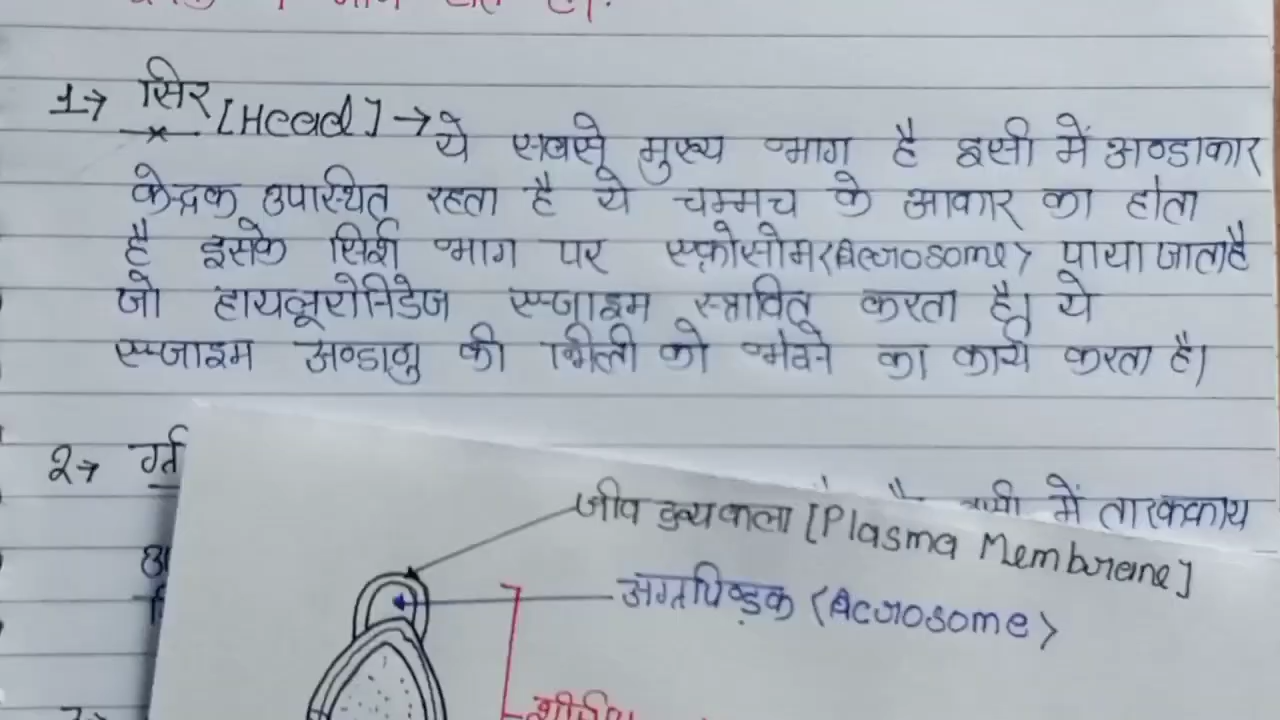 1→ सिर [Head] → ये सबसे मुख्य भाग है इसी में अण्डाकार
केन्द्रक उपास्थित रहता है ये चम्मच के आकार का होता
है इसके सिर्श भाग पर एक्रोसोम (Acrosome) पाया जाता है
जो हायलूरोनिडेज एन्जाइम स्त्रावित करता है। ये
एन्जाइम अण्डाणु की भिली को भेदने का कार्य करता है।
2→ में तारककाय
जीव द्रव्यकला [Plasma Membrane]
अग्रपिण्डक (Acrosome)